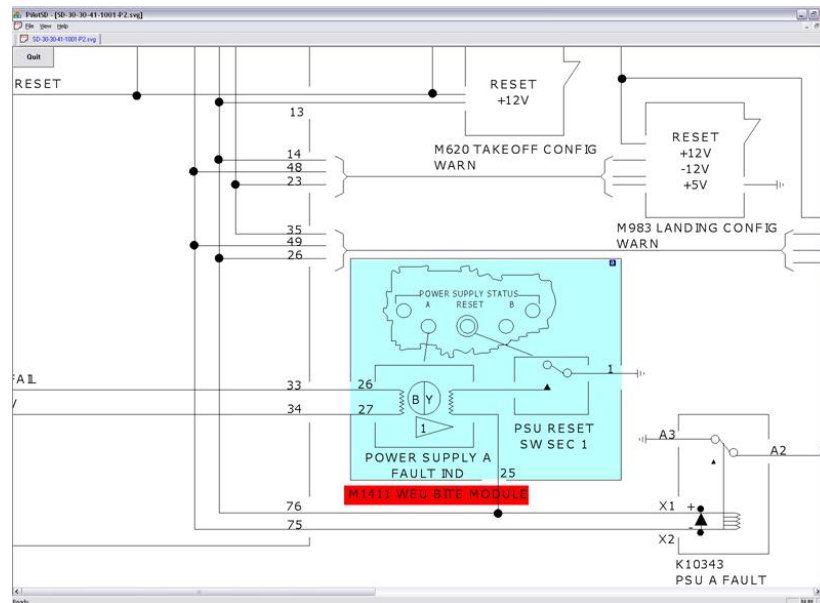 PilotSD - [SD-30-30-41-1001-P2.svg]
File View Help
SD-30-30-41-1001-P2.svg
Quit
RESET
13
RESET
+12V
M620 TAKEOFF CONFIG
WARN
RESET
+12V
-12V
+5V
M983 LANDING CONFIG
WARN
14
48
23
35
49
26
POWER SUPPLY STATUS
A RESET B
FAIL
33 26
34 27
B Y
1
POWER SUPPLY A
FAULT IND
1
PSU RESET
SW SEC 1
25
M1411 WEU BITE MODULE
76
75
A3
A2
X1 +
X2 -
K10343
PSU A FAULT
Ready